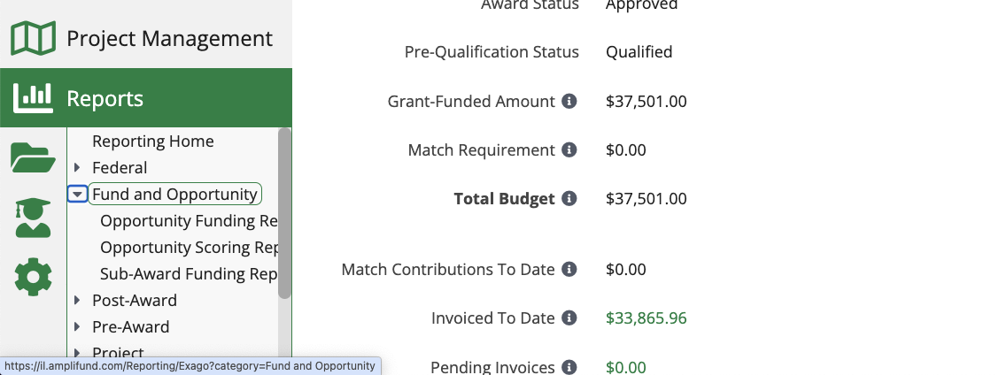 Project Management
Reports
Reporting Home
Federal
Fund and Opportunity
Opportunity Funding Re
Opportunity Scoring Rep
Sub-Award Funding Rep
Post-Award
Pre-Award
Project
https://il.amplifund.com/Reporting/Exago?category=Fund and Opportunity
Award Status Approved
Pre-Qualification Status Qualified
Grant-Funded Amount $37,501.00
Match Requirement $0.00
Total Budget $37,501.00
Match Contributions To Date $0.00
Invoiced To Date $33,865.96
Pending Invoices $0.00